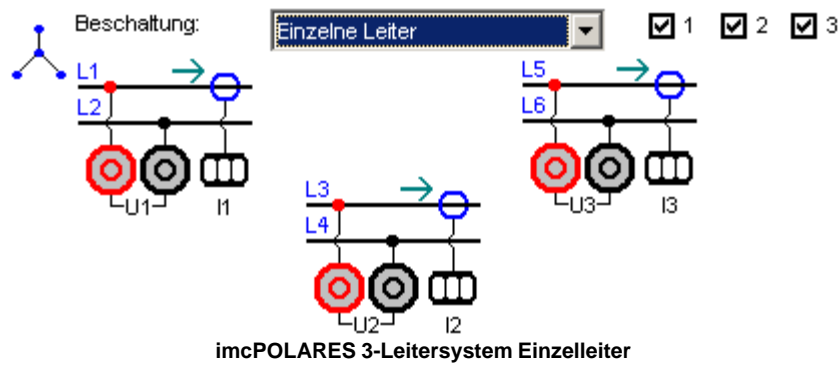 Beschaltung: Einzelne Leiter 1 2 3
L1
L2
U1 I1
L5
L6
U3 I3
L3
L4
U2 I2
imcPOLARES 3-Leitersystem Einzelleiter